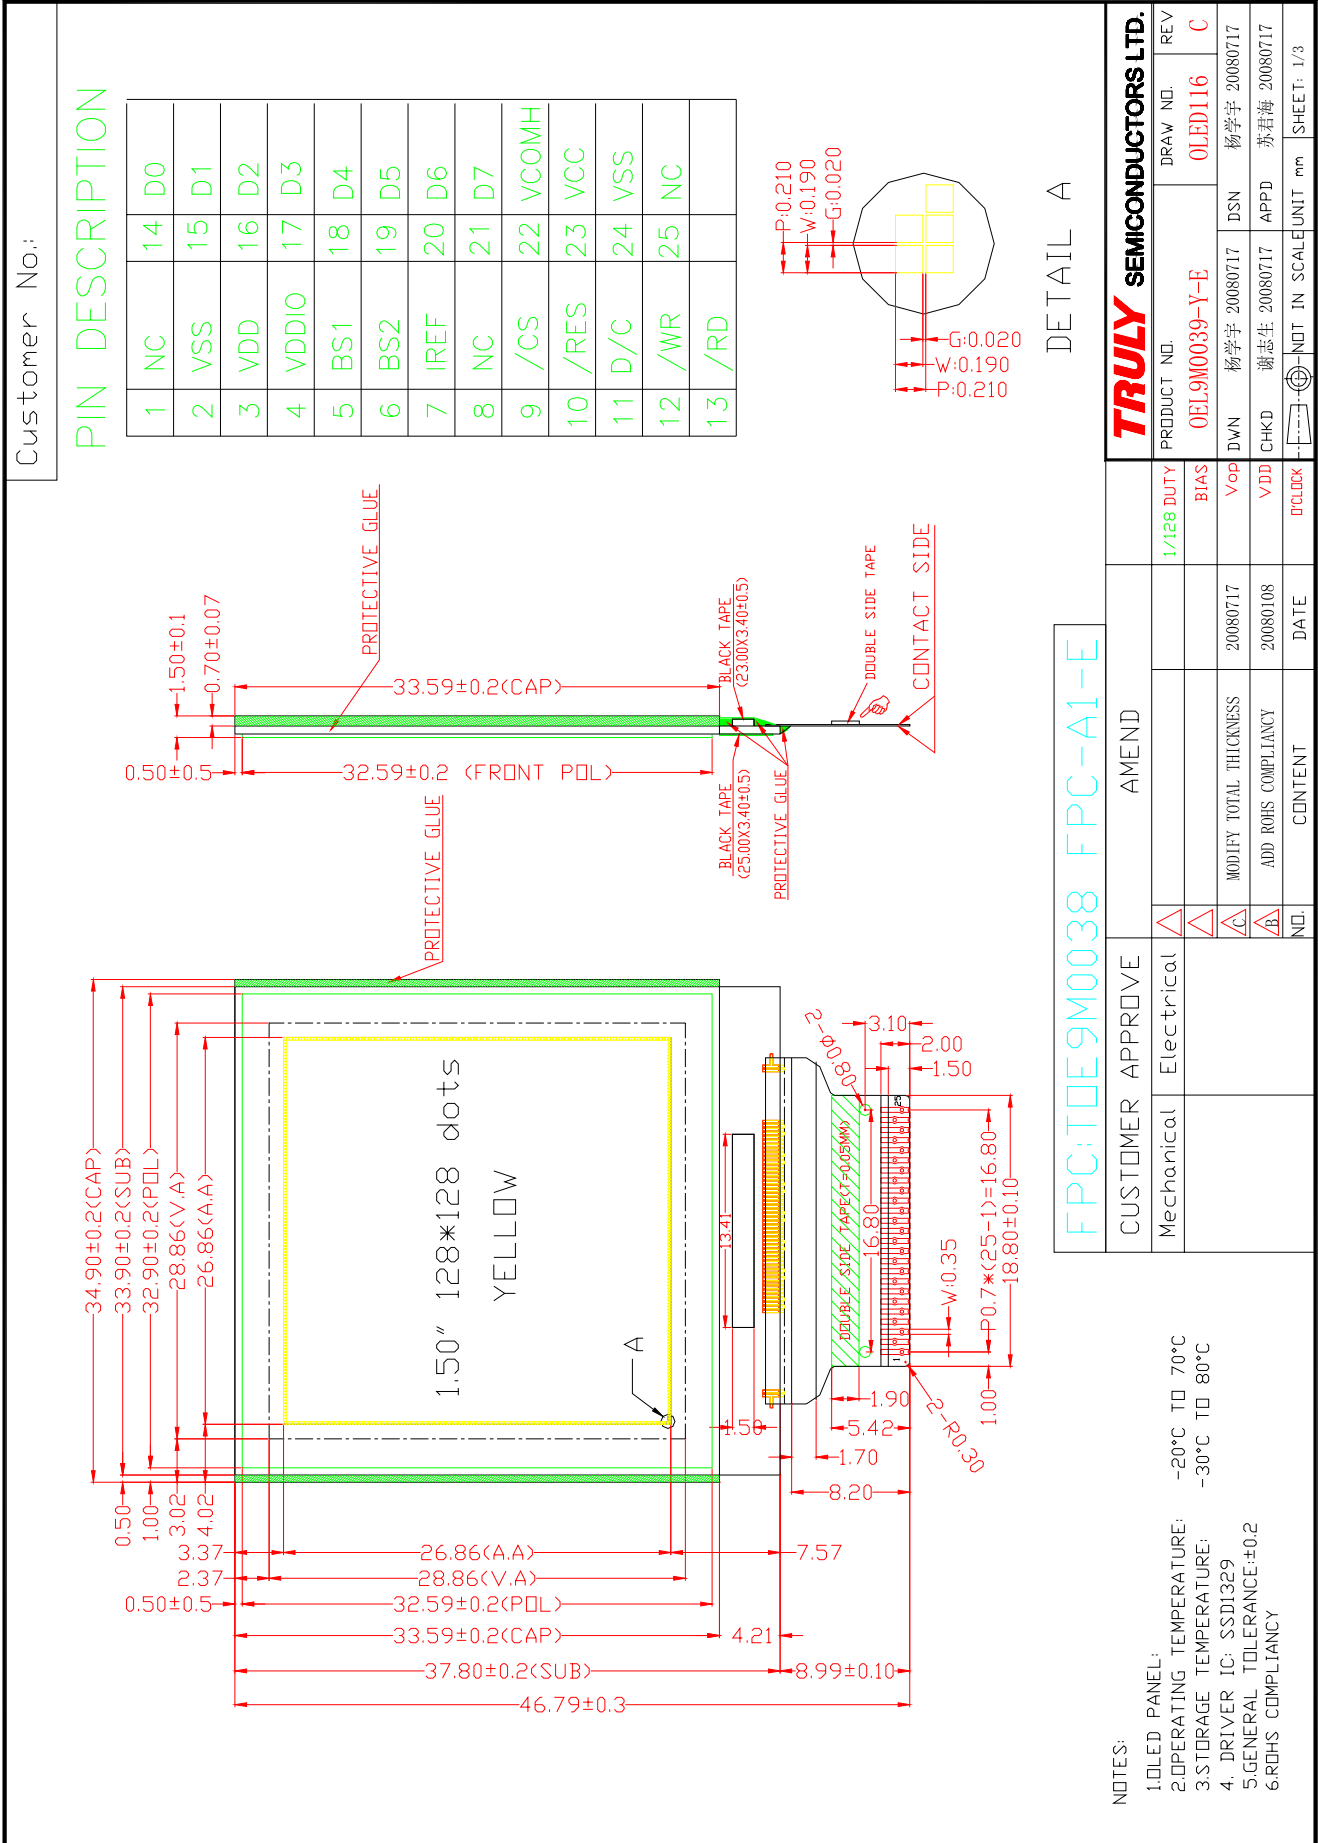 Customer No.:
PIN DESCRIPTION
1 NC 14 D0
2 VSS 15 D1
3 VDD 16 D2
4 VDDIO 17 D3
5 BS1 18 D4
6 BS2 19 D5
7 IREF 20 D6
8 NC 21 D7
9 /CS 22 VCOMH
10 /RES 23 VCC
11 D/C 24 VSS
12 /WR 25 NC
13 /RD
34.90±0.2(CAP)
33.90±0.2(SUB)
32.90±0.2(POL)
28.86(V.A)
26.86(A.A)
0.50
1.00
3.02
4.02
3.37
2.37
0.50±0.5
26.86(A.A)
28.86(V.A)
32.59±0.2(POL)
33.59±0.2(CAP)
37.80±0.2(SUB)
46.79±0.3
7.57
4.21
8.99±0.10
1.50" 128*128 dots
YELLOW
A
PROTECTIVE GLUE
13.41
1.50
DOUBLE SIDE TAPE(T=0.05MM)
16.80
2-Φ0.80
3.10
2.00
1.50
1
25
W:0.35
P0.7*(25-1)=16.80
18.80±0.10
1.00
2-R0.30
1.90
5.42
1.70
8.20
1.50±0.1
0.70±0.07
PROTECTIVE GLUE
33.59±0.2(CAP)
0.50±0.5
32.59±0.2 (FRONT POL)
BLACK TAPE
(23.00X3.40±0.5)
BLACK TAPE
(25.00X3.40±0.5)
PROTECTIVE GLUE
DOUBLE SIDE TAPE
CONTACT SIDE
P:0.210
W:0.190
G:0.020
G:0.020
W:0.190
P:0.210
DETAIL A
FPC:TOE9M0038 FPC-A1-E
NOTES:
1.OLED PANEL:
2.OPERATING TEMPERATURE: -20°C TO 70°C
3.STORAGE TEMPERATURE: -30°C TO 80°C
4. DRIVER IC: SSD1329
5.GENERAL TOLERANCE:±0.2
6.ROHS COMPLIANCY
CUSTOMER APPROVE
Mechanical Electrical
AMEND
C MODIFY TOTAL THICKNESS 20080717
B ADD ROHS COMPLIANCY 20080108
NO. CONTENT DATE
1/128 DUTY
BIAS
Vop
VDD
O'CLOCK
TRULY SEMICONDUCTORS LTD.
PRODUCT NO. DRAW NO. REV
OEL9M0039-Y-E OLED116 C
DWN 杨学宇 20080717 DSN 杨学宇 20080717
CHKD 谢志生 20080717 APPD 苏君海 20080717
NOT IN SCALE UNIT mm SHEET: 1/3